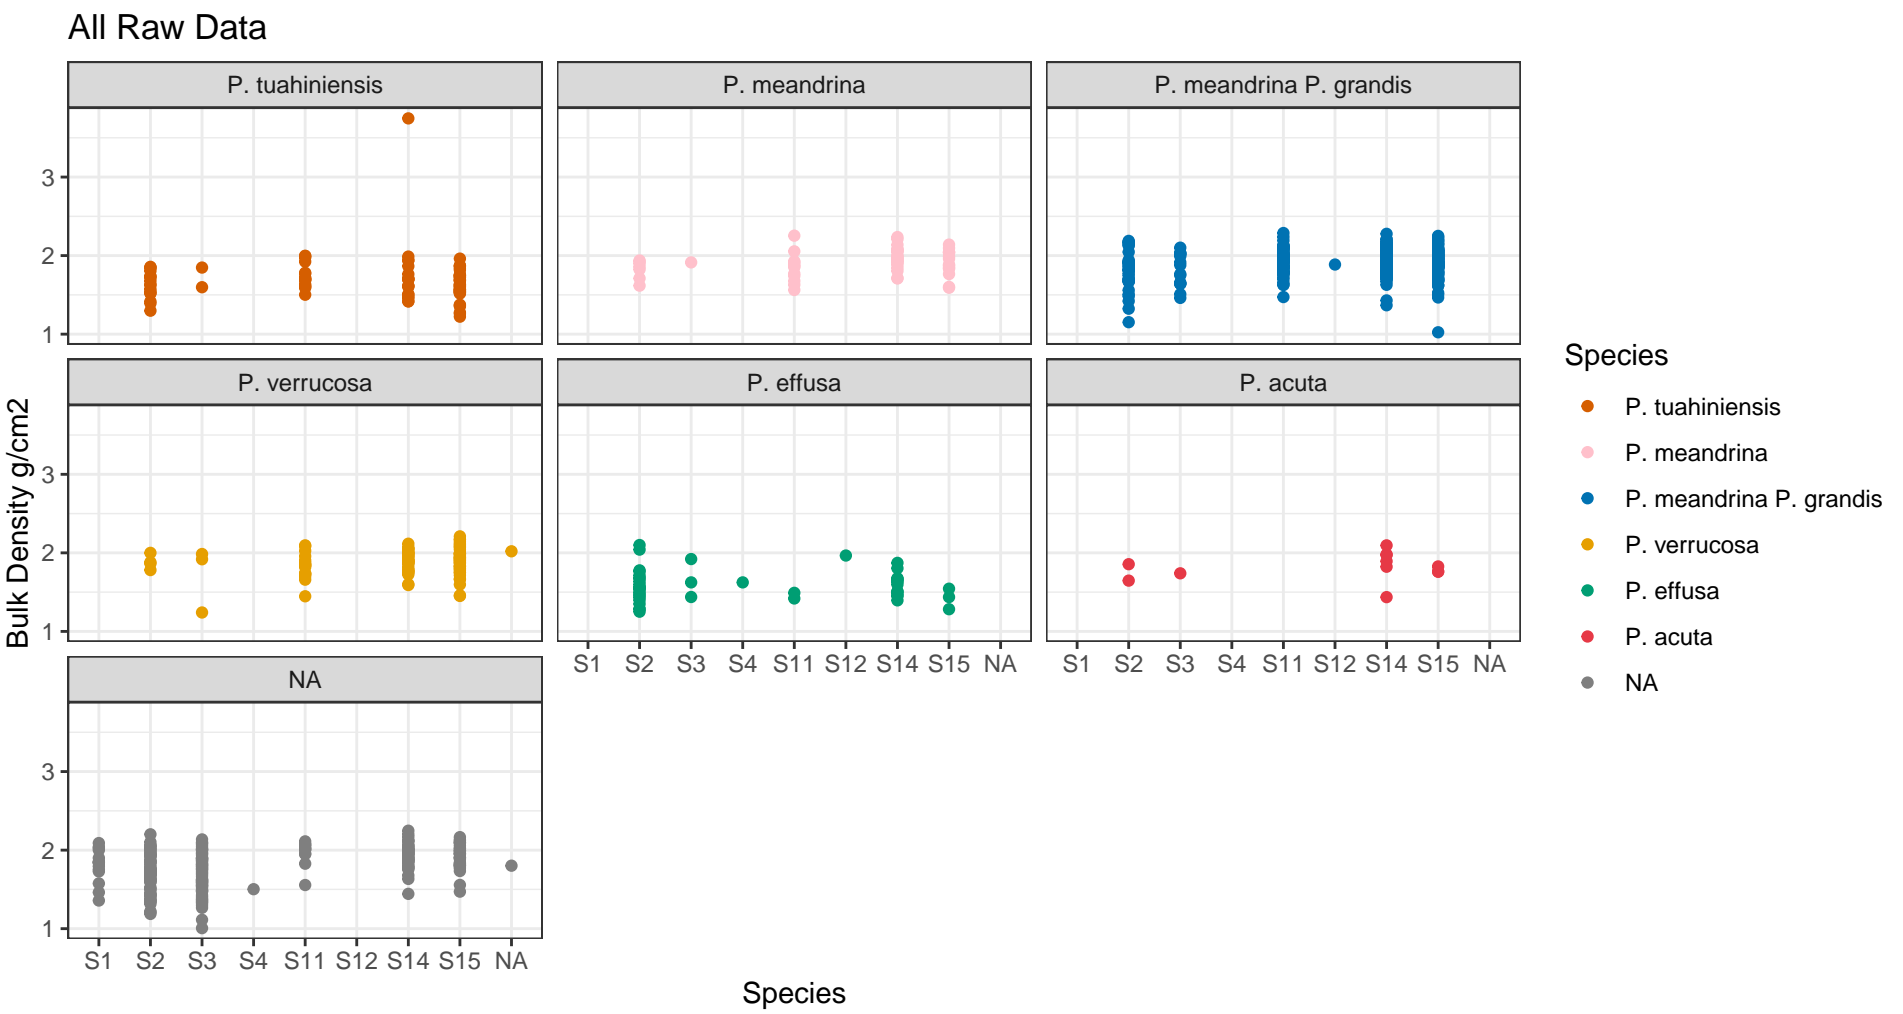 All Raw Data
P. tuahiniensis
P. meandrina
P. meandrina P. grandis
3
2
1
P. verrucosa
P. effusa
P. acuta
3
2
1
S1 S2 S3 S4 S11 S12 S14 S15 NA
S1 S2 S3 S4 S11 S12 S14 S15 NA
NA
3
2
1
S1 S2 S3 S4 S11 S12 S14 S15 NA
Species
Bulk Density g/cm2
Species
P. tuahiniensis
P. meandrina
P. meandrina P. grandis
P. verrucosa
P. effusa
P. acuta
NA